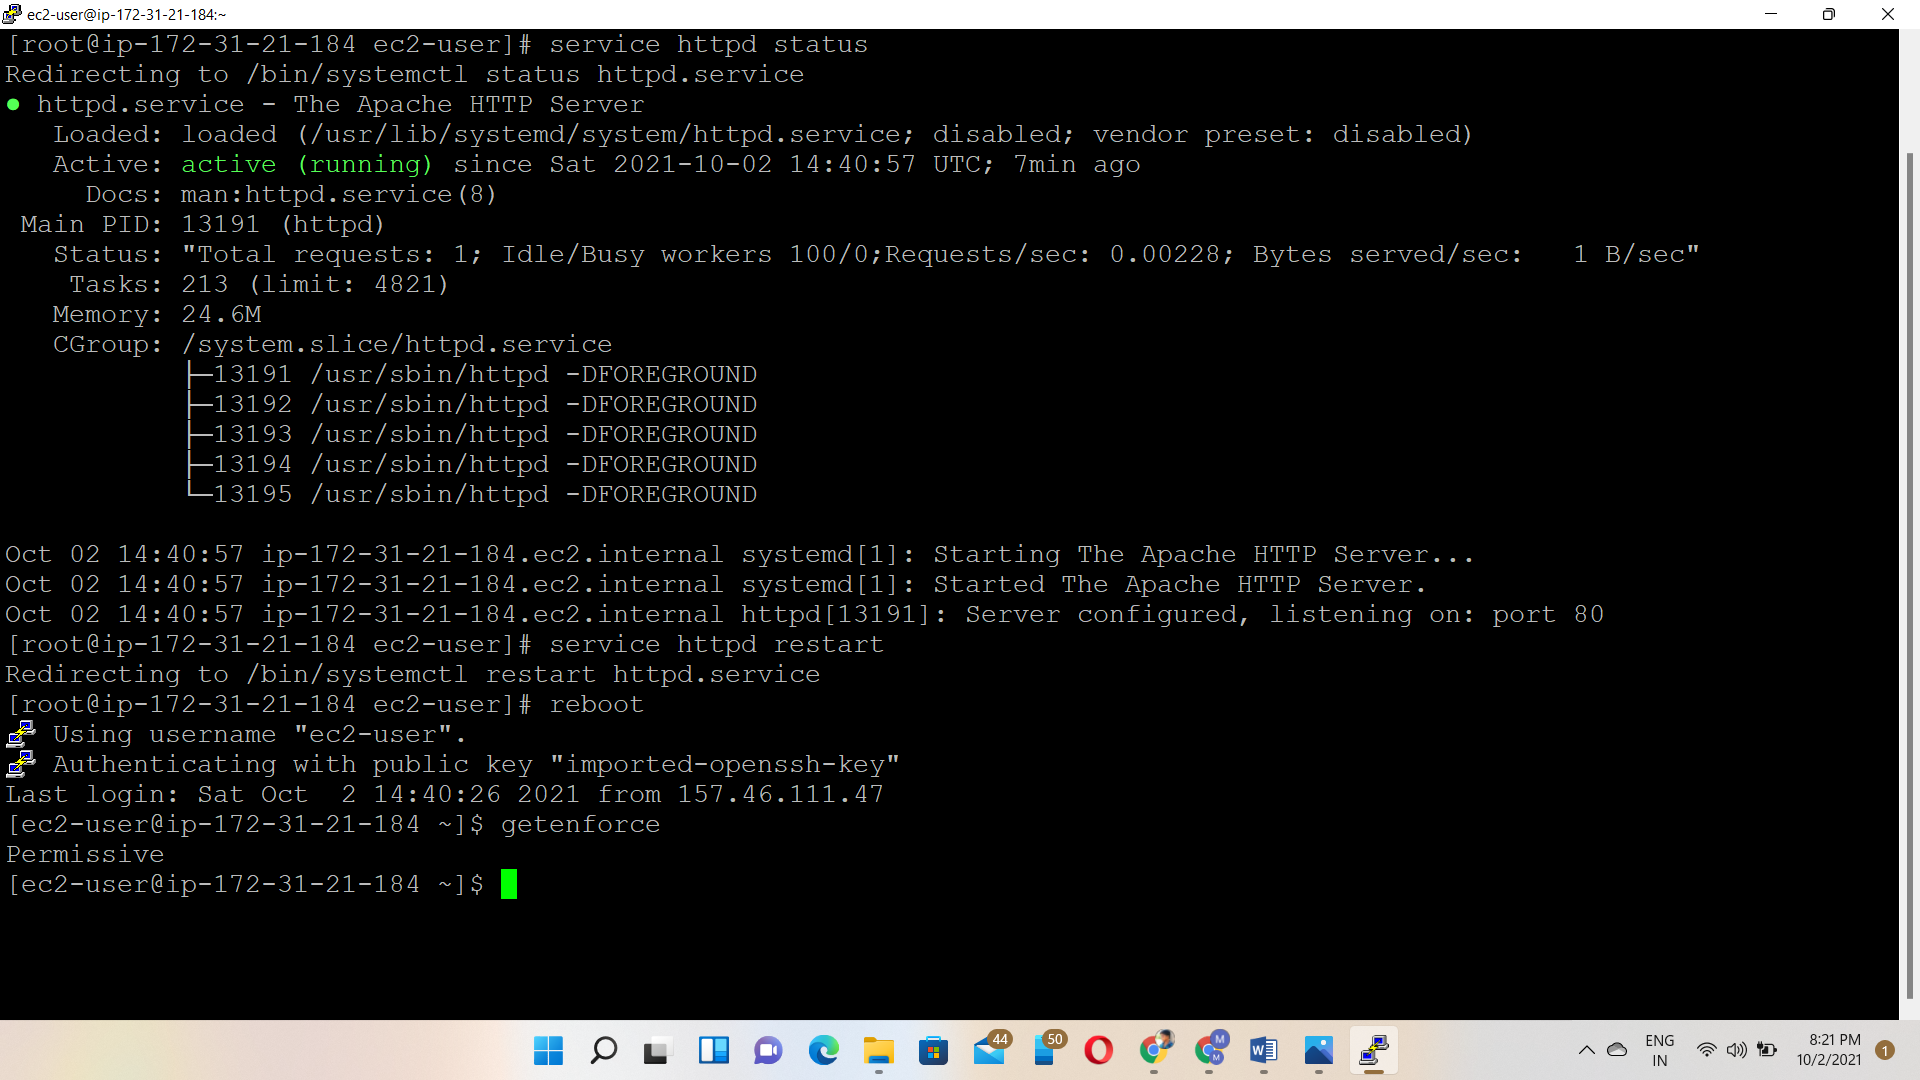 ec2-user@ip-172-31-21-184:~
[root@ip-172-31-21-184 ec2-user]# service httpd status
Redirecting to /bin/systemctl status httpd.service
● httpd.service - The Apache HTTP Server
   Loaded: loaded (/usr/lib/systemd/system/httpd.service; disabled; vendor preset: disabled)
   Active: active (running) since Sat 2021-10-02 14:40:57 UTC; 7min ago
     Docs: man:httpd.service(8)
 Main PID: 13191 (httpd)
   Status: "Total requests: 1; Idle/Busy workers 100/0;Requests/sec: 0.00228; Bytes served/sec:   1 B/sec"
    Tasks: 213 (limit: 4821)
   Memory: 24.6M
   CGroup: /system.slice/httpd.service
           ├─13191 /usr/sbin/httpd -DFOREGROUND
           ├─13192 /usr/sbin/httpd -DFOREGROUND
           ├─13193 /usr/sbin/httpd -DFOREGROUND
           ├─13194 /usr/sbin/httpd -DFOREGROUND
           └─13195 /usr/sbin/httpd -DFOREGROUND
Oct 02 14:40:57 ip-172-31-21-184.ec2.internal systemd[1]: Starting The Apache HTTP Server...
Oct 02 14:40:57 ip-172-31-21-184.ec2.internal systemd[1]: Started The Apache HTTP Server.
Oct 02 14:40:57 ip-172-31-21-184.ec2.internal httpd[13191]: Server configured, listening on: port 80
[root@ip-172-31-21-184 ec2-user]# service httpd restart
Redirecting to /bin/systemctl restart httpd.service
[root@ip-172-31-21-184 ec2-user]# reboot
Using username "ec2-user".
Authenticating with public key "imported-openssh-key"
Last login: Sat Oct  2 14:40:26 2021 from 157.46.111.47
[ec2-user@ip-172-31-21-184 ~]$ getenforce
Permissive
[ec2-user@ip-172-31-21-184 ~]$
44
50
M
M
W
ENG
IN
8:21 PM
10/2/2021
1